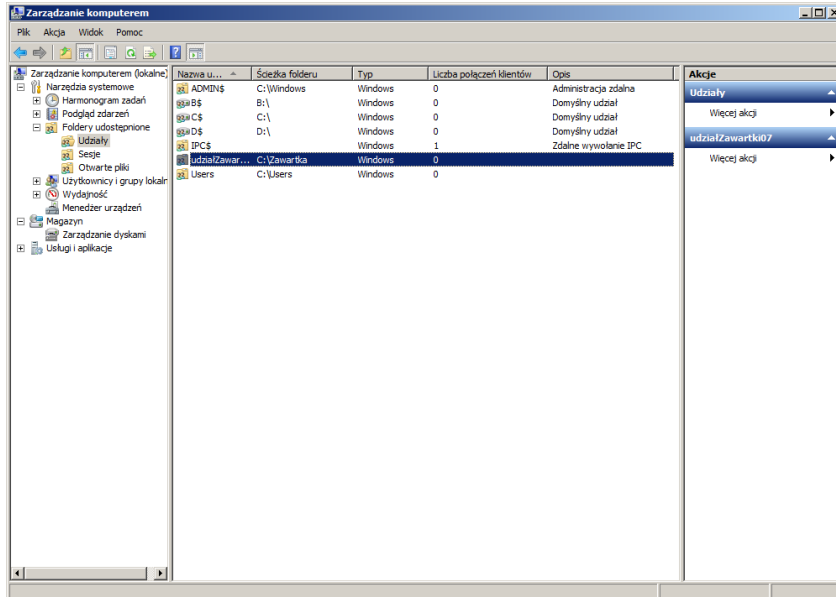 Zarządzanie komputerem
Plik Akcja Widok Pomoc
Zarządzanie komputerem (lokalne)
Narzędzia systemowe
Harmonogram zadań
Podgląd zdarzeń
Foldery udostępnione
Udziały
Sesje
Otwarte pliki
Użytkownicy i grupy lokaln
Wydajność
Menedżer urządzeń
Magazyn
Zarządzanie dyskami
Usługi i aplikacje
Nazwa u... Ścieżka folderu Typ Liczba połączeń klientów Opis
ADMIN$ C:\Windows Windows 0 Administracja zdalna
B$ B:\ Windows 0 Domyślny udział
C$ C:\ Windows 0 Domyślny udział
D$ D:\ Windows 0 Domyślny udział
IPC$ Windows 1 Zdalne wywołanie IPC
udziałZawar... C:\Zawartka Windows 0
Users C:\Users Windows 0
Akcje
Udziały
Więcej akcji
udziałZawartki07
Więcej akcji